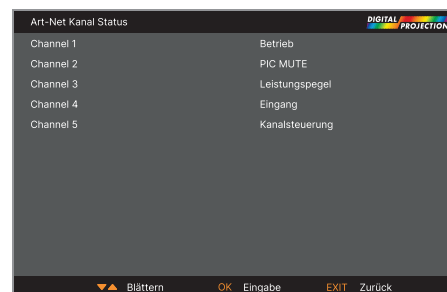 Art-Net Kanal Status
DIGITAL PROJECTION
Channel 1 Betrieb
Channel 2 PIC MUTE
Channel 3 Leistungspegel
Channel 4 Eingang
Channel 5 Kanalsteuerung
Blättern OK Eingabe EXIT Zurück